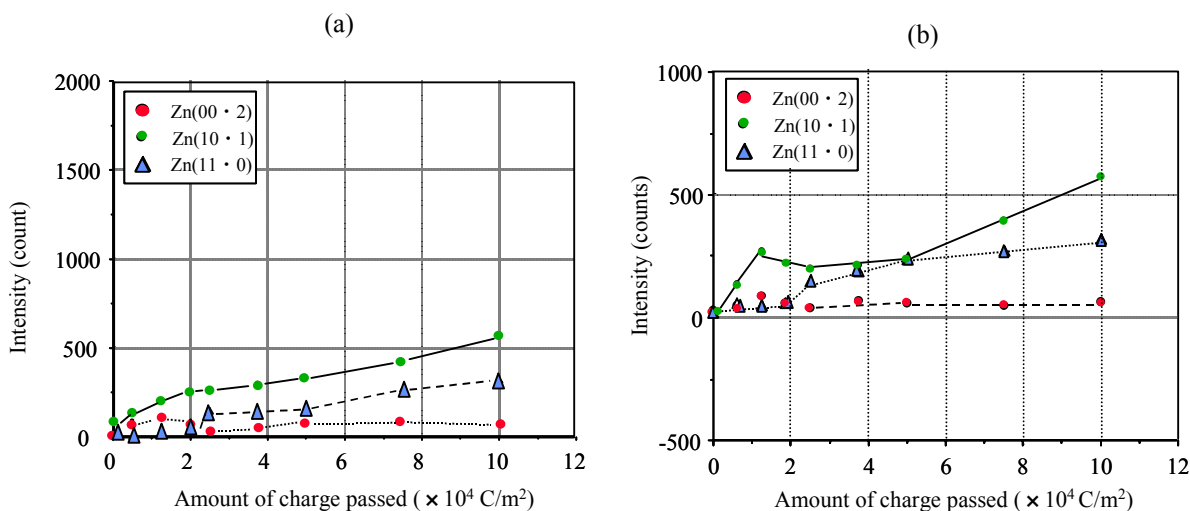 (a)
2000
1500
1000
500
0
Intensity (count)
Zn(00・2)
Zn(10・1)
Zn(11・0)
0 2 4 6 8 10 12
Amount of charge passed ( × 10⁴ C/m²)
(b)
1000
500
0
-500
Intensity (counts)
Zn(00・2)
Zn(10・1)
Zn(11・0)
0 2 4 6 8 10 12
Amount of charge passed ( × 10⁴ C/m²)